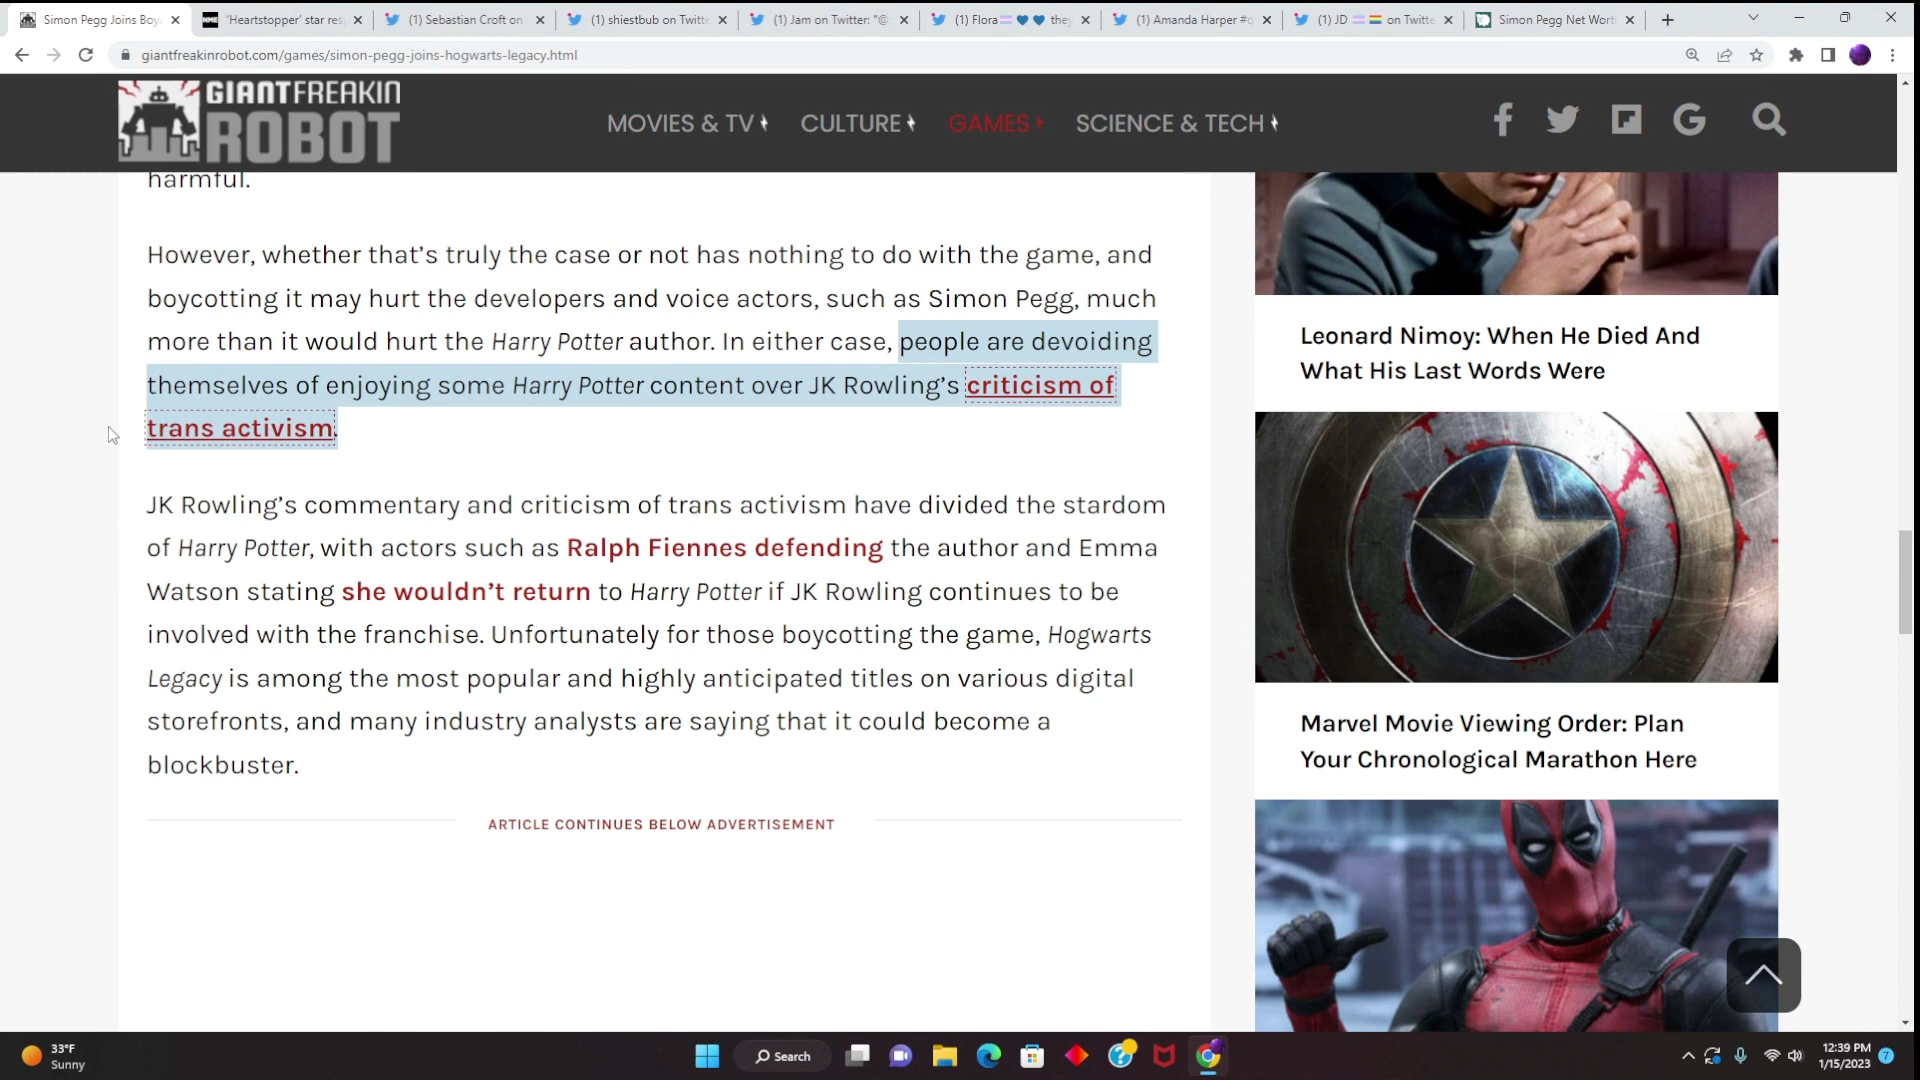 Simon Pegg Joins Boy
'Heartstopper' star res
(1) Sebastian Croft on
(1) shiestbub on Twitte
(1) Jam on Twitter: "@
(1) Flora they
(1) Amanda Harper #
(1) JD on Twitte
Simon Pegg Net Wort
giantfreakinrobot.com/games/simon-pegg-joins-hogwarts-legacy.html
GIANTFREAKIN
ROBOT
MOVIES & TV
CULTURE
GAMES
SCIENCE & TECH
harmful.
However, whether that's truly the case or not has nothing to do with the game, and
boycotting it may hurt the developers and voice actors, such as Simon Pegg, much
more than it would hurt the Harry Potter author. In either case, people are devoiding
themselves of enjoying some Harry Potter content over JK Rowling's criticism of
trans activism.
JK Rowling's commentary and criticism of trans activism have divided the stardom
of Harry Potter, with actors such as Ralph Fiennes defending the author and Emma
Watson stating she wouldn't return to Harry Potter if JK Rowling continues to be
involved with the franchise. Unfortunately for those boycotting the game, Hogwarts
Legacy is among the most popular and highly anticipated titles on various digital
storefronts, and many industry analysts are saying that it could become a
blockbuster.
ARTICLE CONTINUES BELOW ADVERTISEMENT
Leonard Nimoy: When He Died And
What His Last Words Were
Marvel Movie Viewing Order: Plan
Your Chronological Marathon Here
33°F
Sunny
Search
12:39 PM
1/15/2023
7